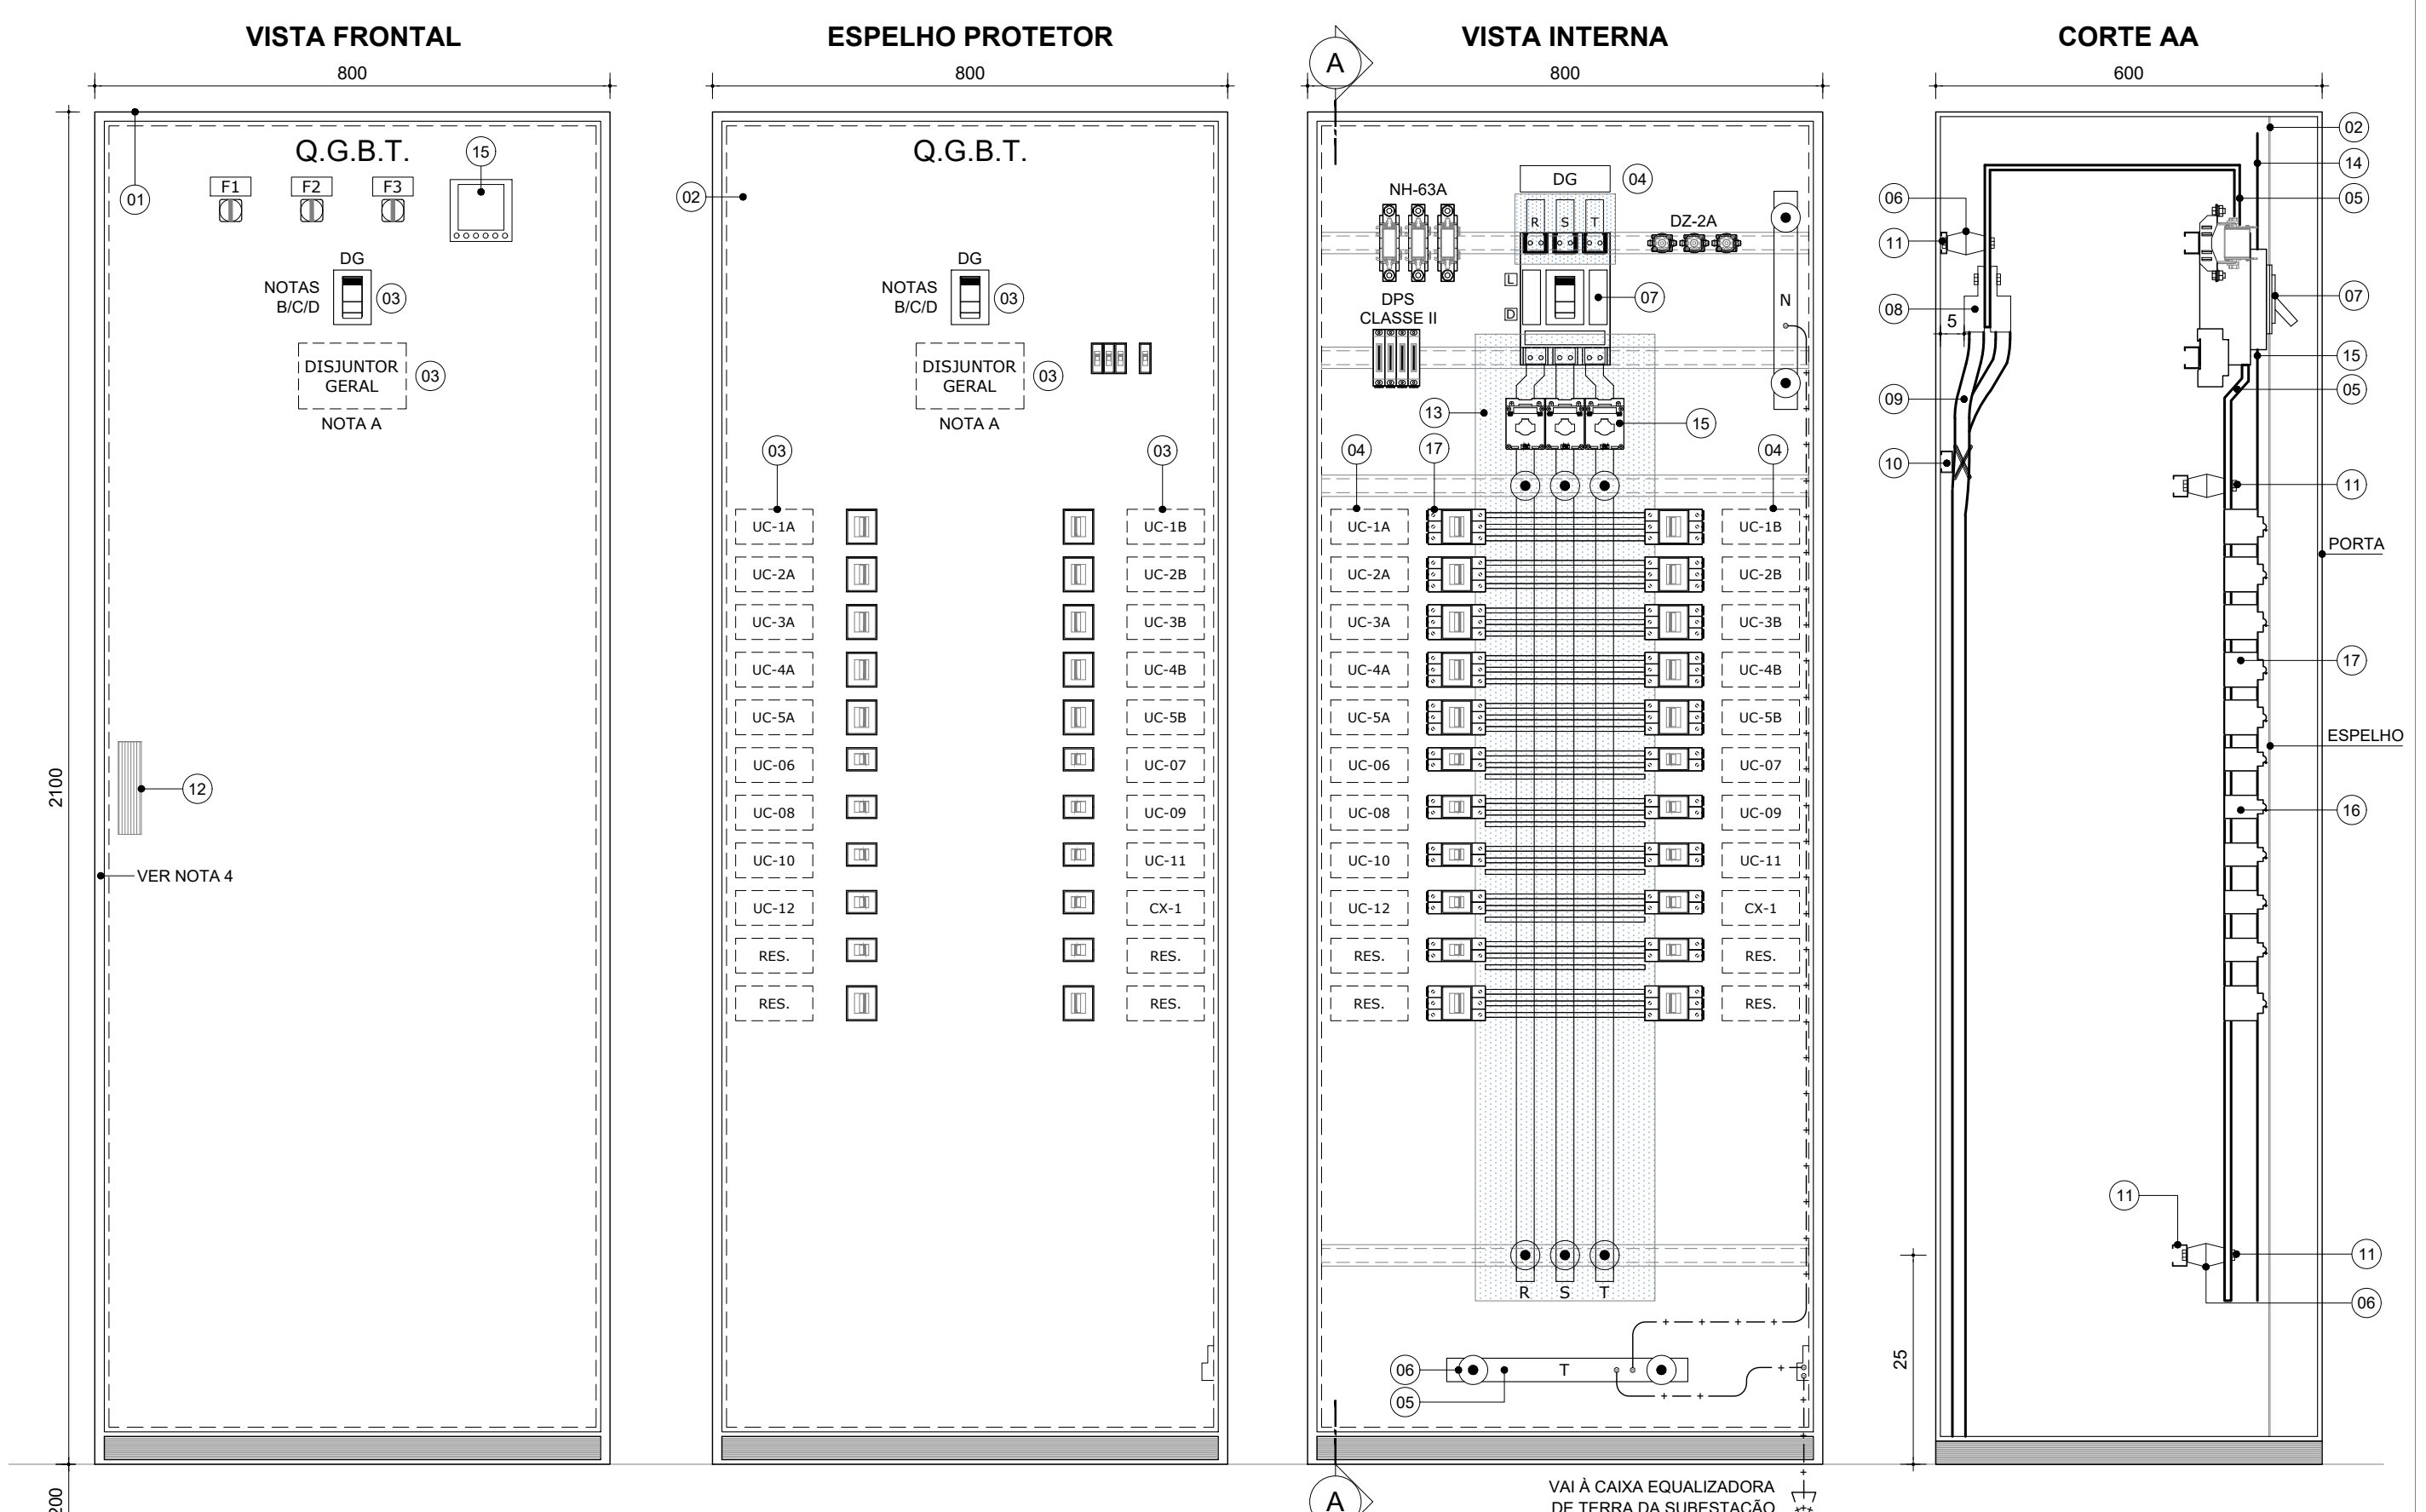 VISTA FRONTAL
800
01
Q.G.B.T.
15
F1
F2
F3
DG
NOTAS
B/C/D
03
DISJUNTOR
GERAL
03
NOTA A
12
VER NOTA 4
2100
200
ESPELHO PROTETOR
800
Q.G.B.T.
02
DG
NOTAS
B/C/D
03
DISJUNTOR
GERAL
03
NOTA A
03
03
UC-1A
UC-1B
UC-2A
UC-2B
UC-3A
UC-3B
UC-4A
UC-4B
UC-5A
UC-5B
UC-06
UC-07
UC-08
UC-09
UC-10
UC-11
UC-12
CX-1
RES.
RES.
RES.
RES.
VISTA INTERNA
A
800
DG
04
NH-63A
R
S
T
DZ-2A
N
L
D
07
DPS
CLASSE II
13
15
04
17
04
UC-1A
UC-1B
UC-2A
UC-2B
UC-3A
UC-3B
UC-4A
UC-4B
UC-5A
UC-5B
UC-06
UC-07
UC-08
UC-09
UC-10
UC-11
UC-12
CX-1
RES.
RES.
RES.
RES.
R
S
T
06
T
05
A
VAI À CAIXA EQUALIZADORA
DE TERRA DA SUBESTAÇÃO
CORTE AA
600
02
14
06
05
11
08
07
5
15
05
09
10
11
PORTA
17
ESPELHO
16
11
11
06
25